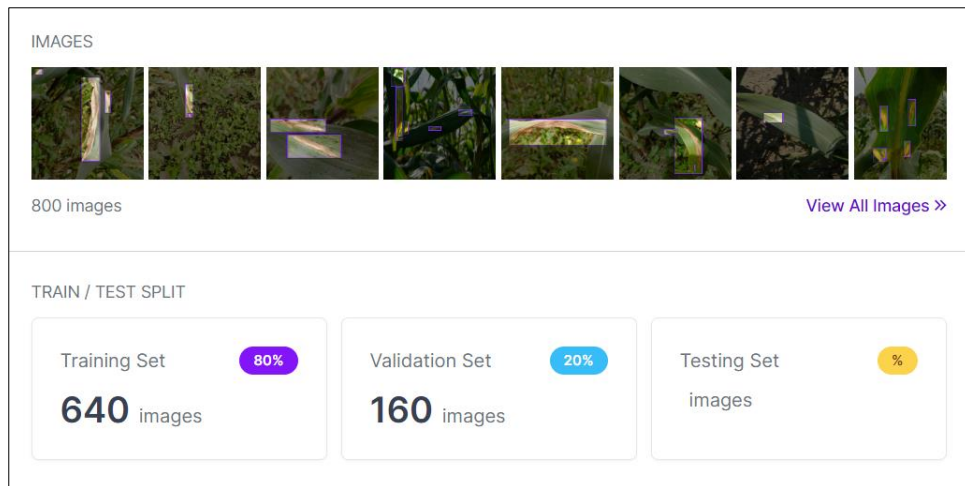 IMAGES
800 images
View All Images »
TRAIN / TEST SPLIT
Training Set 80%
640 images
Validation Set 20%
160 images
Testing Set %
images